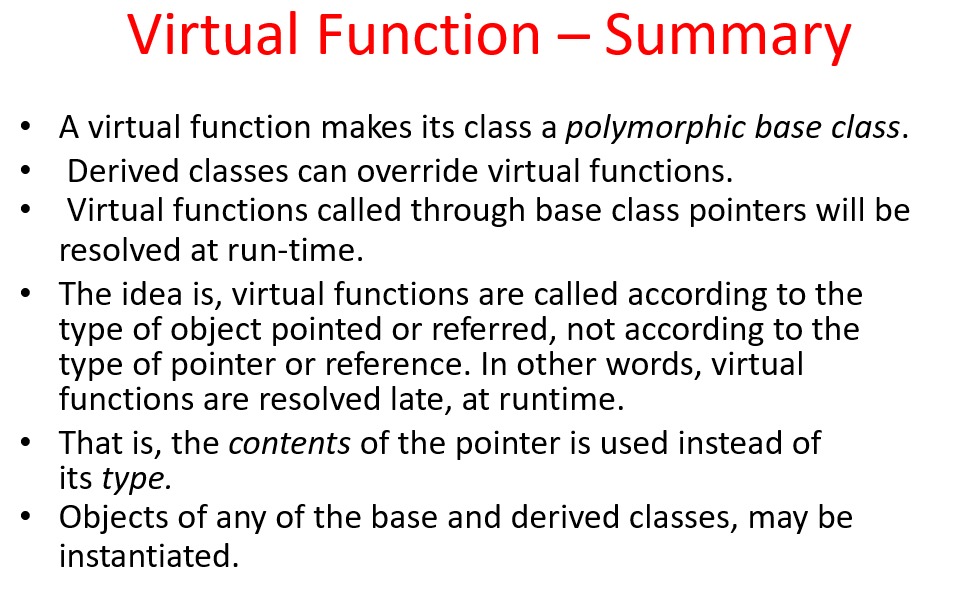 Virtual Function – Summary
• A virtual function makes its class a polymorphic base class.
• Derived classes can override virtual functions.
• Virtual functions called through base class pointers will be
resolved at run-time.
• The idea is, virtual functions are called according to the
type of object pointed or referred, not according to the
type of pointer or reference. In other words, virtual
functions are resolved late, at runtime.
• That is, the contents of the pointer is used instead of
its type.
• Objects of any of the base and derived classes, may be
instantiated.